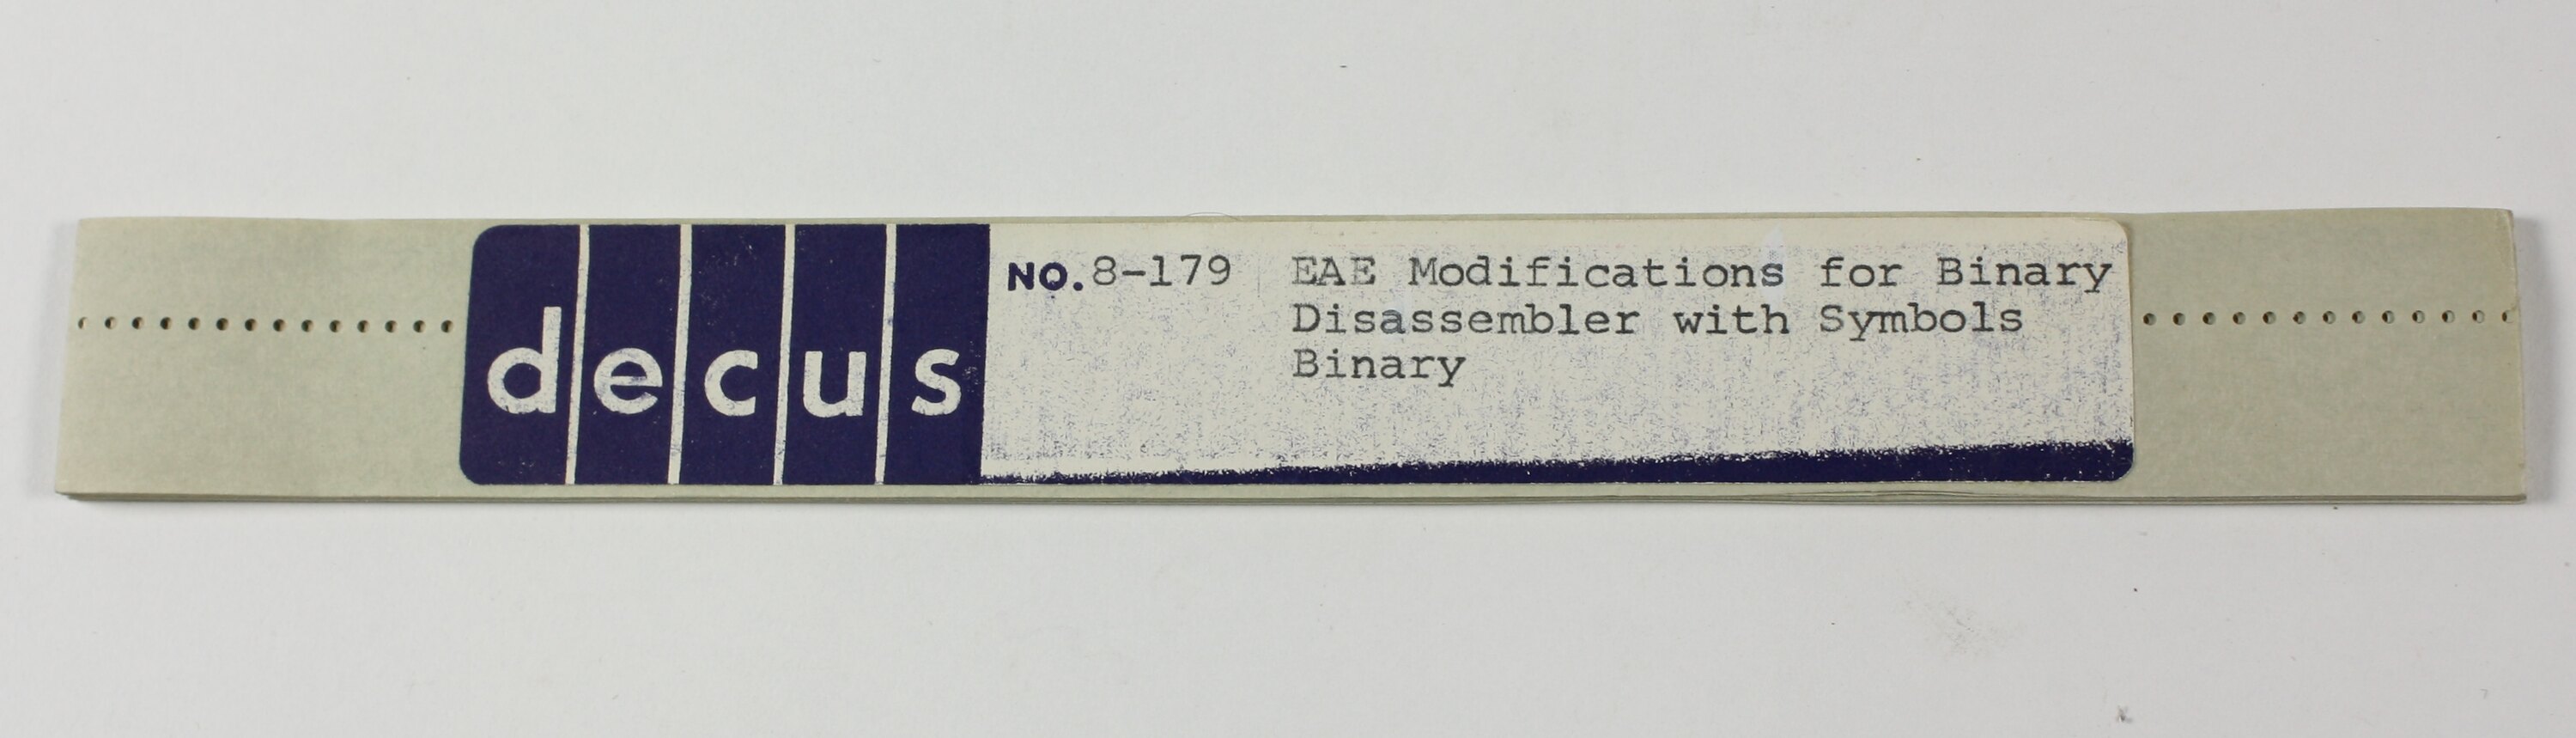 decus
NO. 8-179 EAE Modifications for Binary
Disassembler with Symbols
Binary